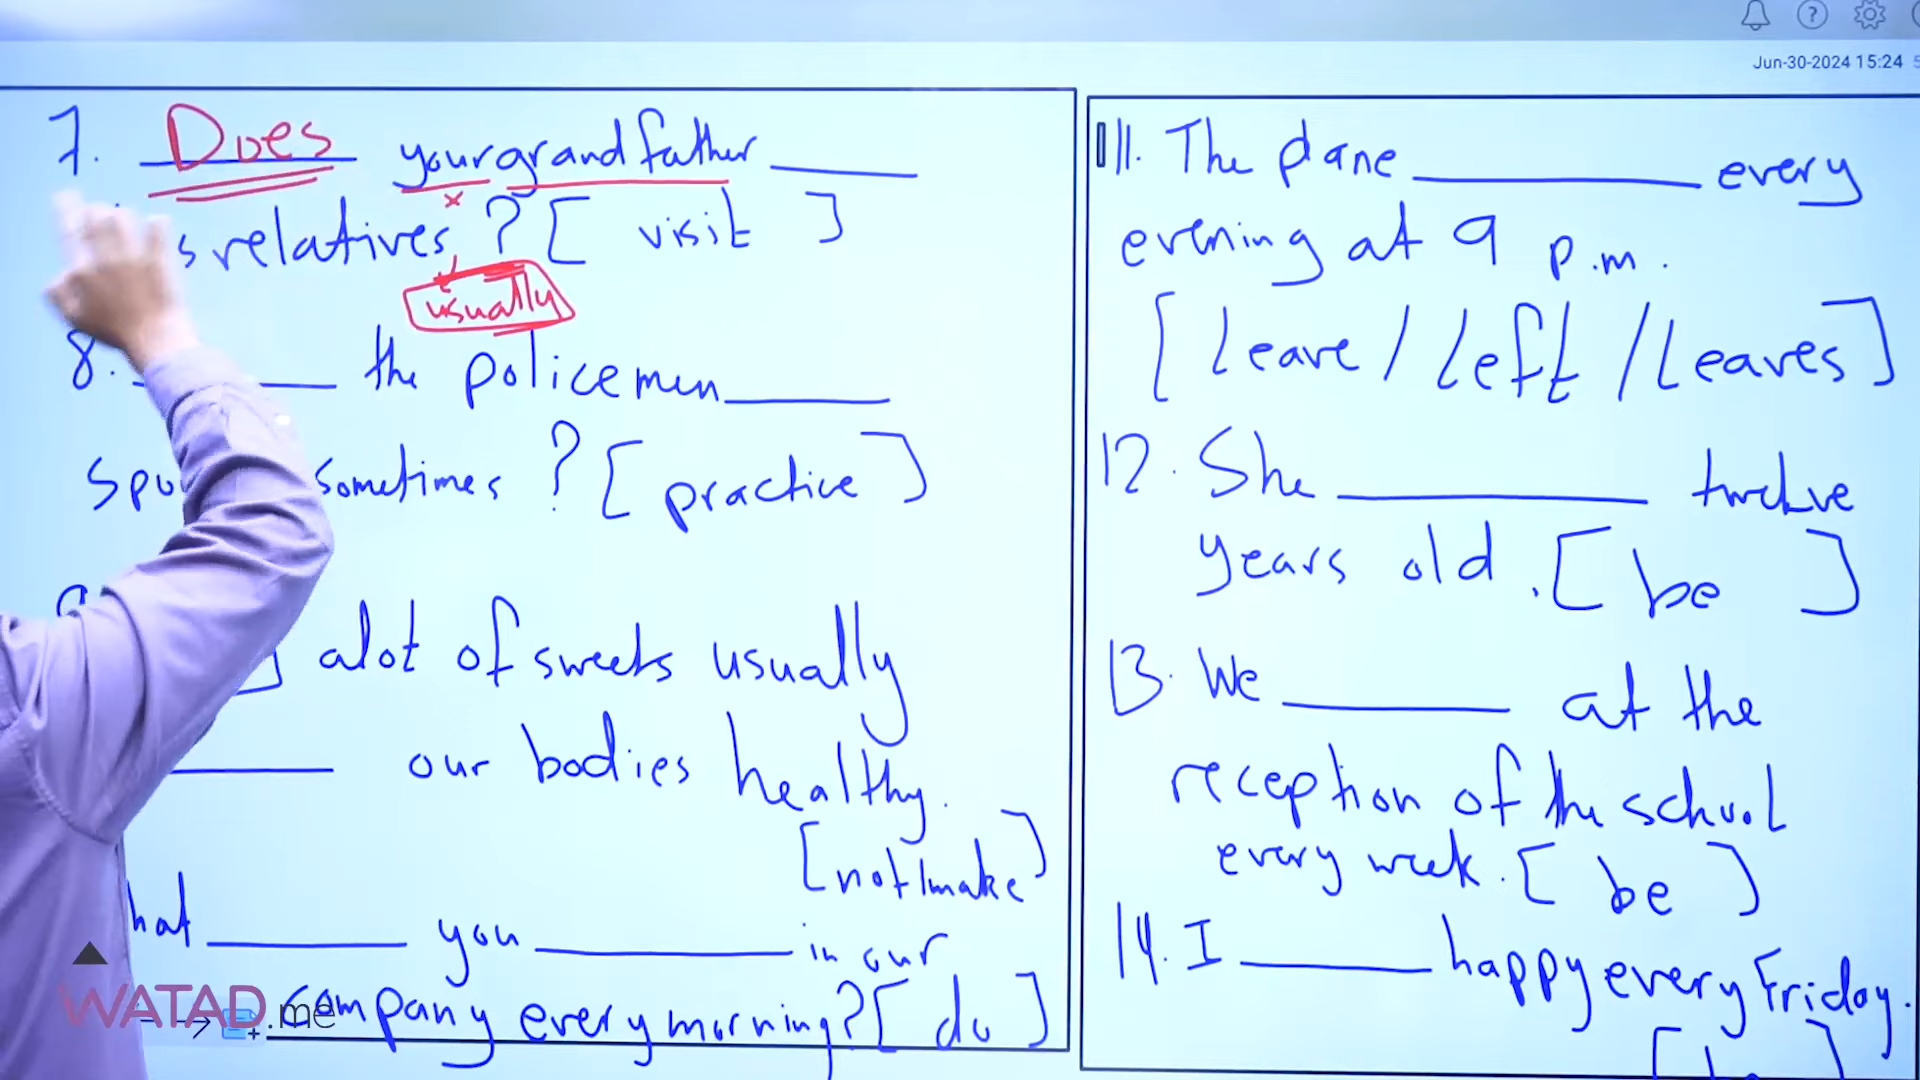 Jun-30-2024 15:24
7. Does your grandfather ____
s relatives ? [ visit ]
usually
8. ____ the policemen ____
sometimes ? [ practice ]
alot of sweets usually
____ our bodies healthy.
[not/make]
hat ____ you ____ in our
company every morning? [ do ]
11. The plane ____ every
evening at 9 p.m.
[ Leave / Left / Leaves ]
12. She ____ twelve
years old. [ be ]
13. We ____ at the
reception of the school
every week. [ be ]
14. I ____ happy every Friday.
WATAD.me